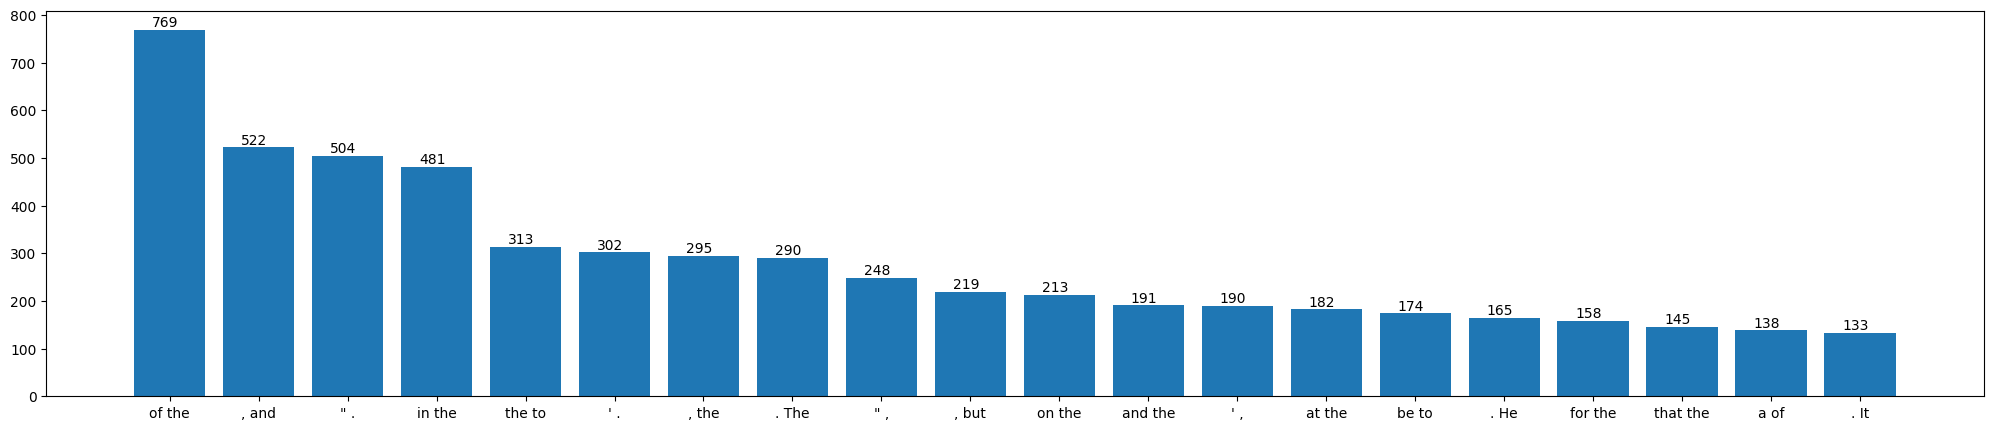 800
700
600
500
400
300
200
100
0
769
522
504
481
313
302
295
290
248
219
213
191
190
182
174
165
158
145
138
133
of the
, and
" .
in the
the to
' .
, the
. The
" ,
, but
on the
and the
' ,
at the
be to
. He
for the
that the
a of
. It